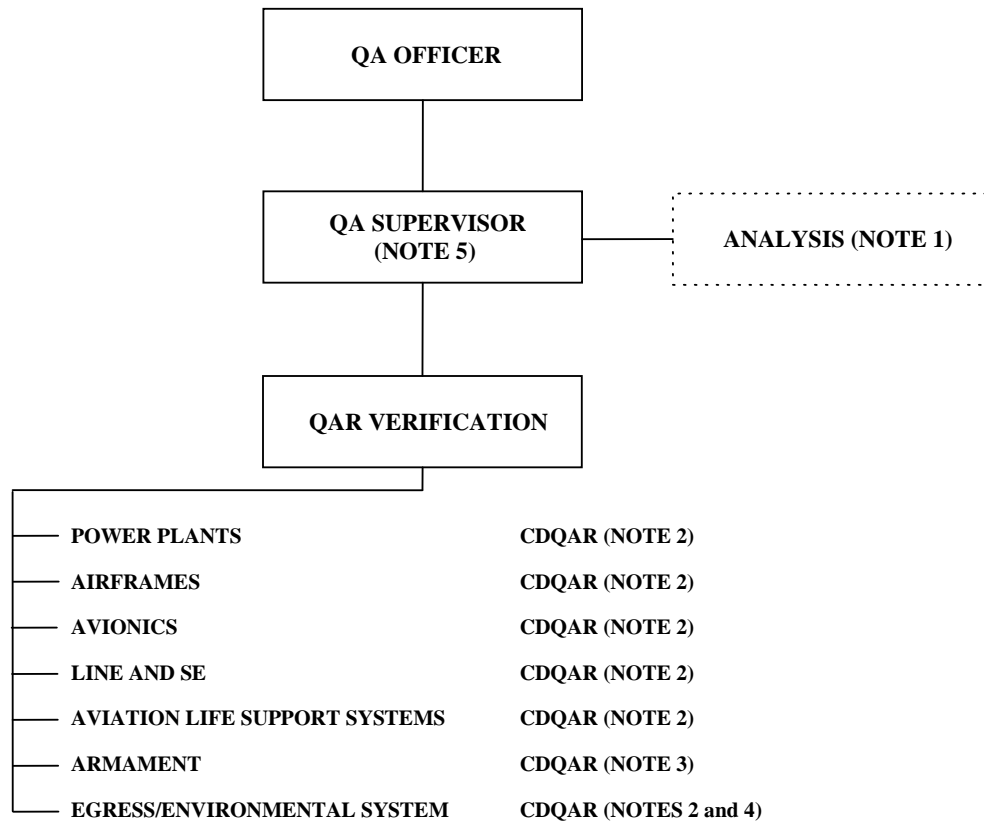 QA OFFICER
QA SUPERVISOR
(NOTE 5)
ANALYSIS (NOTE 1)
QAR VERIFICATION
POWER PLANTS CDQAR (NOTE 2)
AIRFRAMES CDQAR (NOTE 2)
AVIONICS CDQAR (NOTE 2)
LINE AND SE CDQAR (NOTE 2)
AVIATION LIFE SUPPORT SYSTEMS CDQAR (NOTE 2)
ARMAMENT CDQAR (NOTE 3)
EGRESS/ENVIRONMENTAL SYSTEM CDQAR (NOTES 2 and 4)